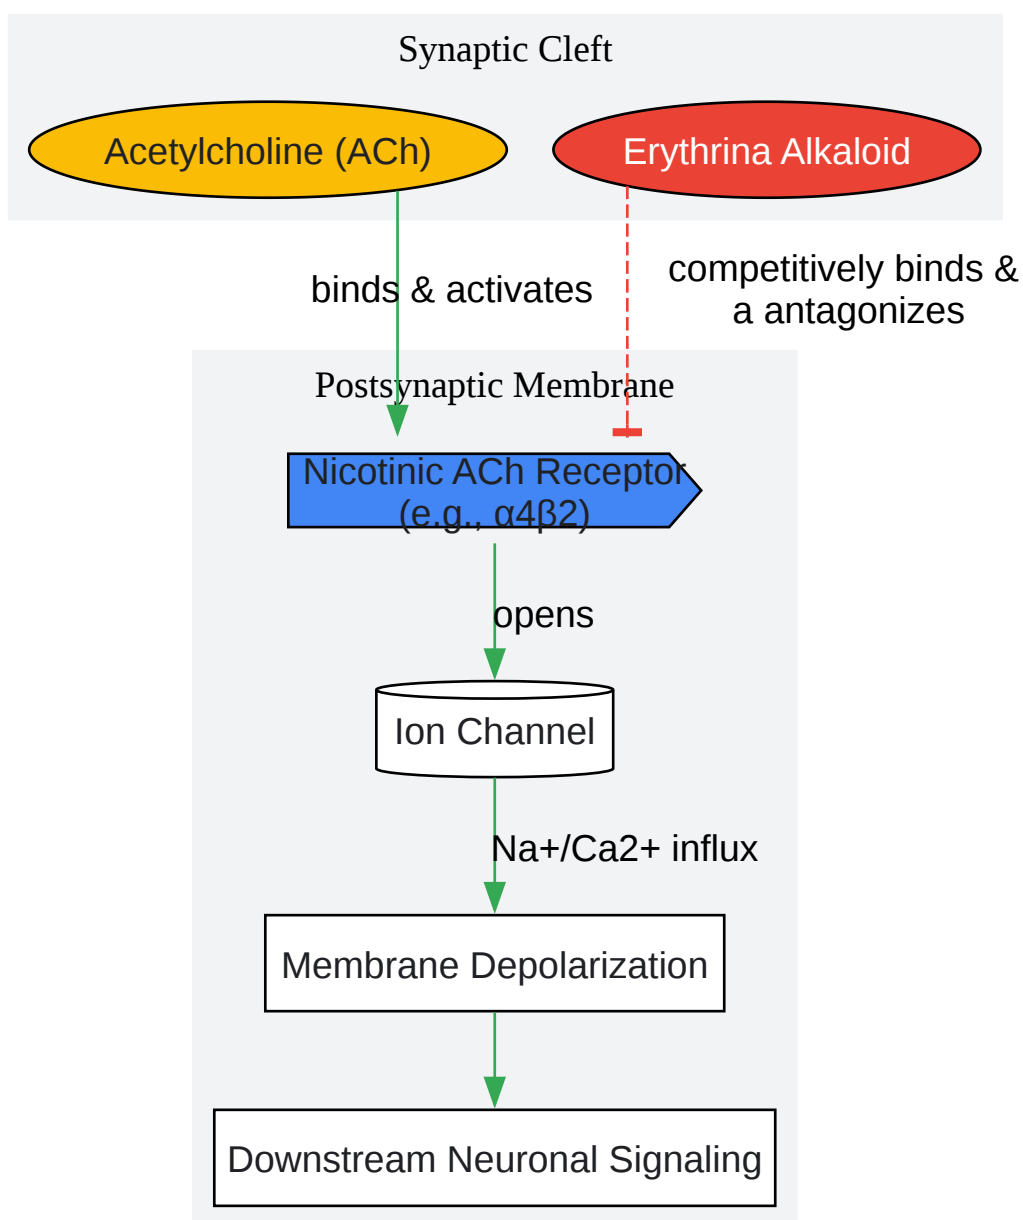 Synaptic Cleft
Acetylcholine (ACh)
Erythrina Alkaloid
binds & activates
competitively binds &
a antagonizes
Postsynaptic Membrane
Nicotinic ACh Receptor
(e.g., α4β2)
opens
Ion Channel
Na+/Ca2+ influx
Membrane Depolarization
Downstream Neuronal Signaling